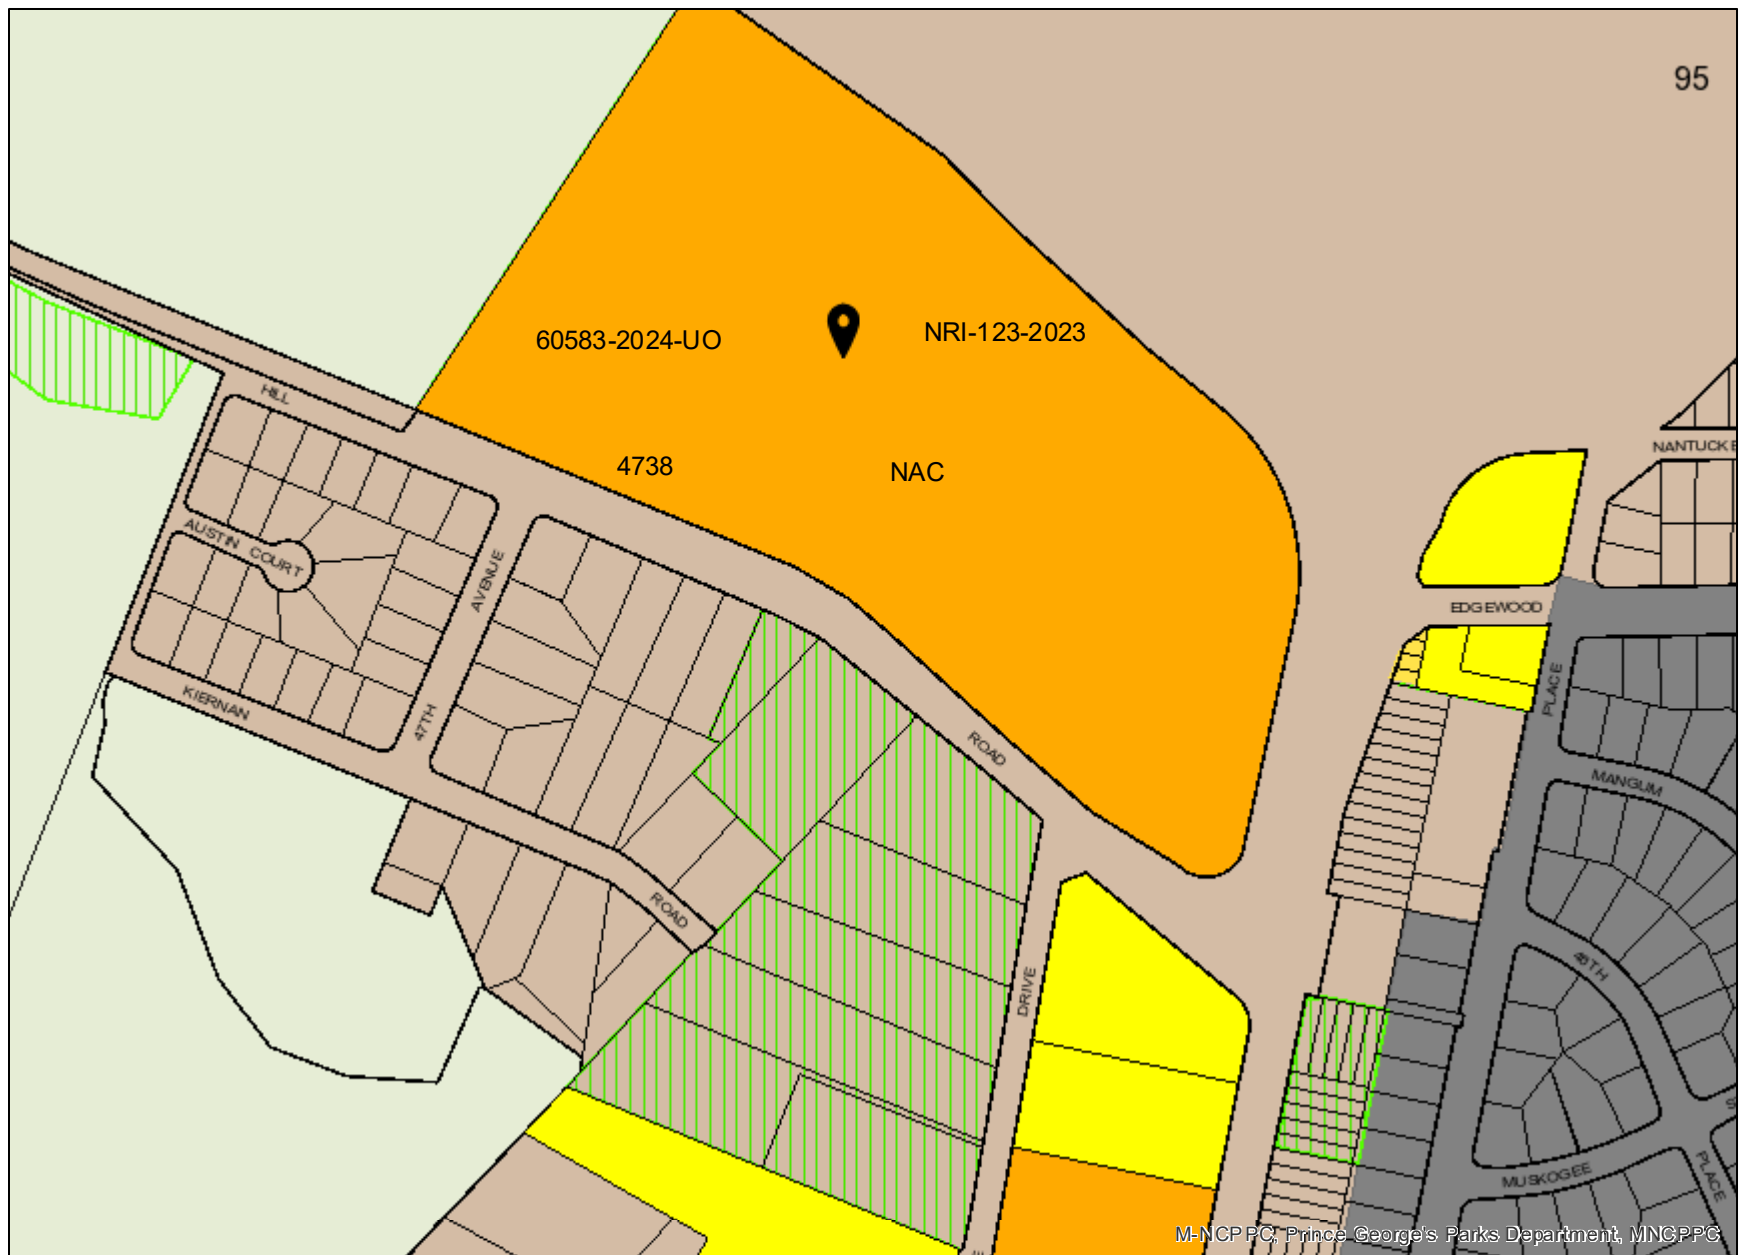 95
60583-2024-UO
NRI-123-2023
HILL
NANTUCKE
4738
NAC
AUSTIN COURT
AVENUE
EDGEWOOD
PLACE
KIERNAN
47TH
ROAD
MANGUM
ROAD
48TH
DRIVE
MUSKOGEE
PLACE
M-NCPPC, Prince George's Parks Department, MNCPPC